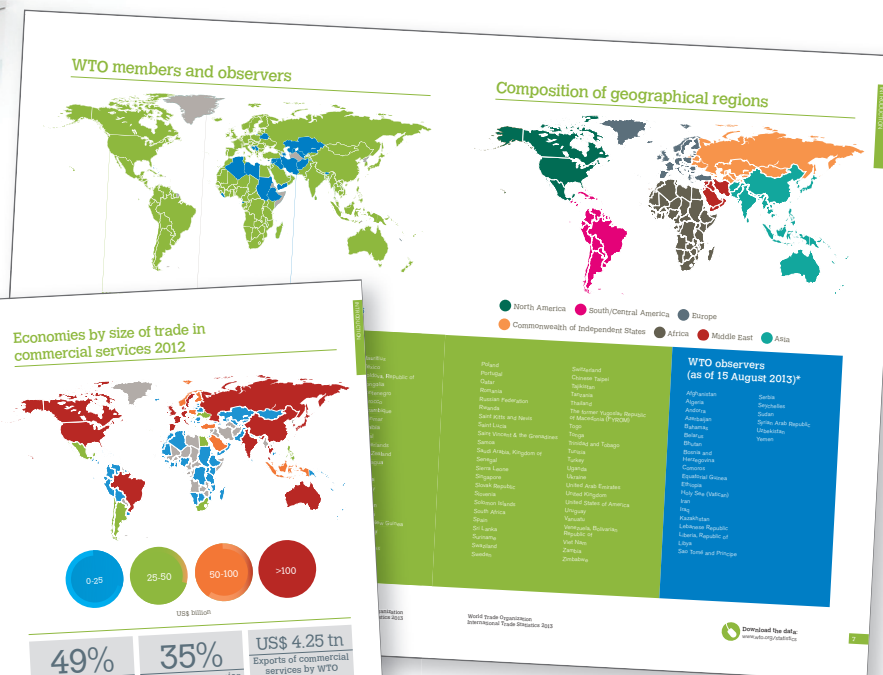 WTO members and observers
Composition of geographical regions
INTRODUCTION
North America
South/Central America
Europe
Commonwealth of Independent States
Africa
Middle East
Asia
Economies by size of trade in
commercial services 2012
INTRODUCTION
0-25
25-50
50-100
>100
US$ billion
49%
35%
US$ 4.25 tn
Exports of commercial
services by WTO
Poland
Portugal
Qatar
Romania
Russian Federation
Rwanda
Saint Kitts and Nevis
Saint Lucia
Saint Vincent & the Grenadines
Samoa
Saudi Arabia, Kingdom of
Senegal
Sierra Leone
Singapore
Slovak Republic
Slovenia
Solomon Islands
South Africa
Spain
Sri Lanka
Suriname
Swaziland
Sweden
Switzerland
Chinese Taipei
Tajikistan
Tanzania
Thailand
The former Yugoslav Republic
of Macedonia (FYROM)
Togo
Tonga
Trinidad and Tobago
Tunisia
Turkey
Uganda
Ukraine
United Arab Emirates
United Kingdom
United States of America
Uruguay
Vanuatu
Venezuela, Bolivarian
Republic of
Viet Nam
Zambia
Zimbabwe
WTO observers
(as of 15 August 2013)*
Afghanistan
Algeria
Andorra
Azerbaijan
Bahamas
Belarus
Bhutan
Bosnia and
Herzegovina
Comoros
Equatorial Guinea
Ethiopia
Holy See (Vatican)
Iran
Iraq
Kazakhstan
Lebanese Republic
Liberia, Republic of
Libya
Sao Tomé and Principe
Serbia
Seychelles
Sudan
Syrian Arab Republic
Uzbekistan
Yemen
World Trade Organization
International Trade Statistics 2013
Download the data:
www.wto.org/statistics
7